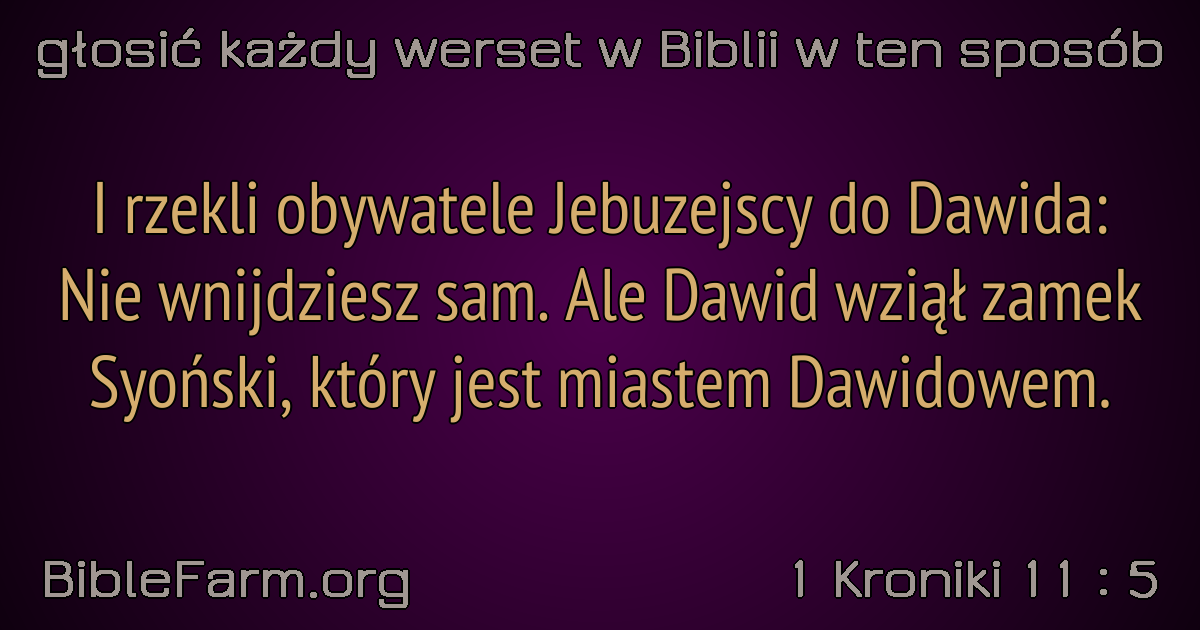 głosić każdy werset w Biblii w ten sposób
I rzekli obywatele Jebuzejscy do Dawida:
Nie wnijdziesz sam. Ale Dawid wziął zamek
Syoński, który jest miastem Dawidowem.
BibleFarm.org
1 Kroniki 11 : 5